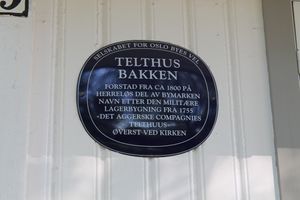 SELSKABET FOR OSLO BYES VEL
TELTHUS
BAKKEN
FORSTAD FRA CA 1800 PÅ
HERRELØS DEL AV BYMARKEN
NAVN ETTER DEN MILITÆRE
LAGERBYGNING FRA 1755
«DET AGGERSKE COMPAGNIES
TELTHUUS»
ØVERST VED KIRKEN